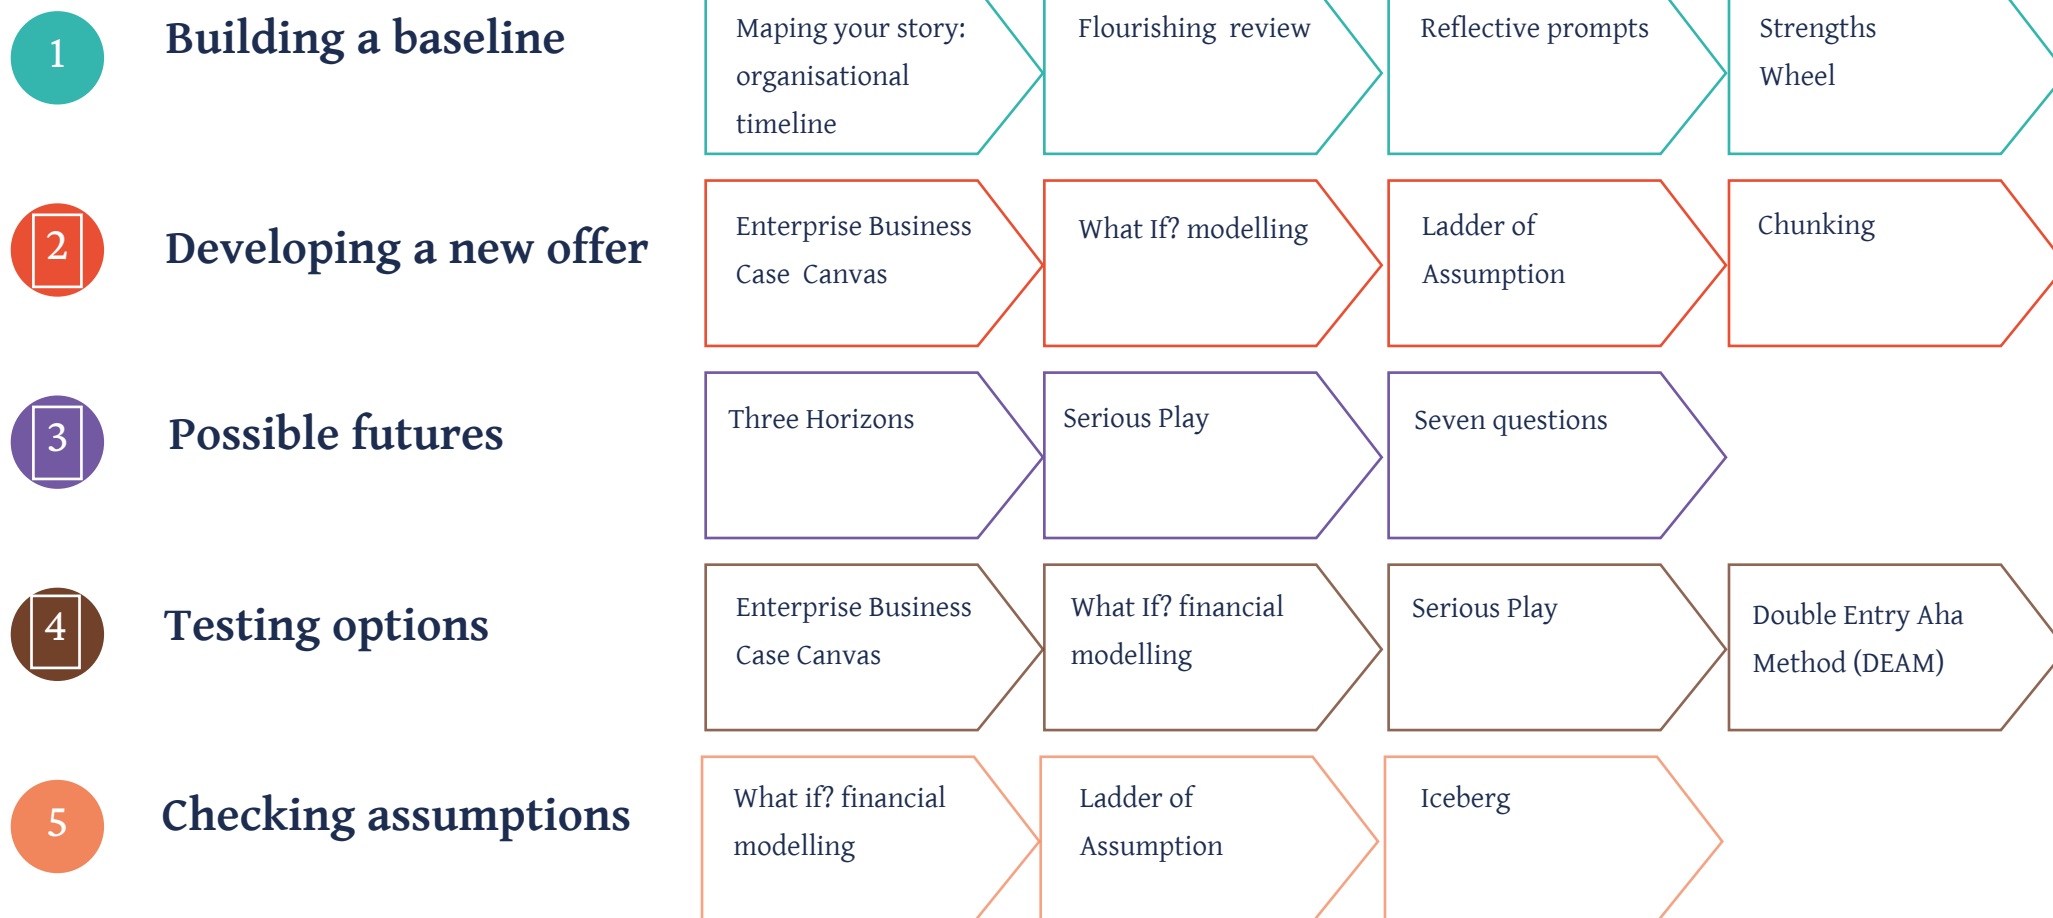 1
Building a baseline
Maping your story:
organisational
timeline
Flourishing review
Reflective prompts
Strengths
Wheel
2
Developing a new offer
Enterprise Business
Case Canvas
What If? modelling
Ladder of
Assumption
Chunking
3
Possible futures
Three Horizons
Serious Play
Seven questions
4
Testing options
Enterprise Business
Case Canvas
What If? financial
modelling
Serious Play
Double Entry Aha
Method (DEAM)
5
Checking assumptions
What if? financial
modelling
Ladder of
Assumption
Iceberg